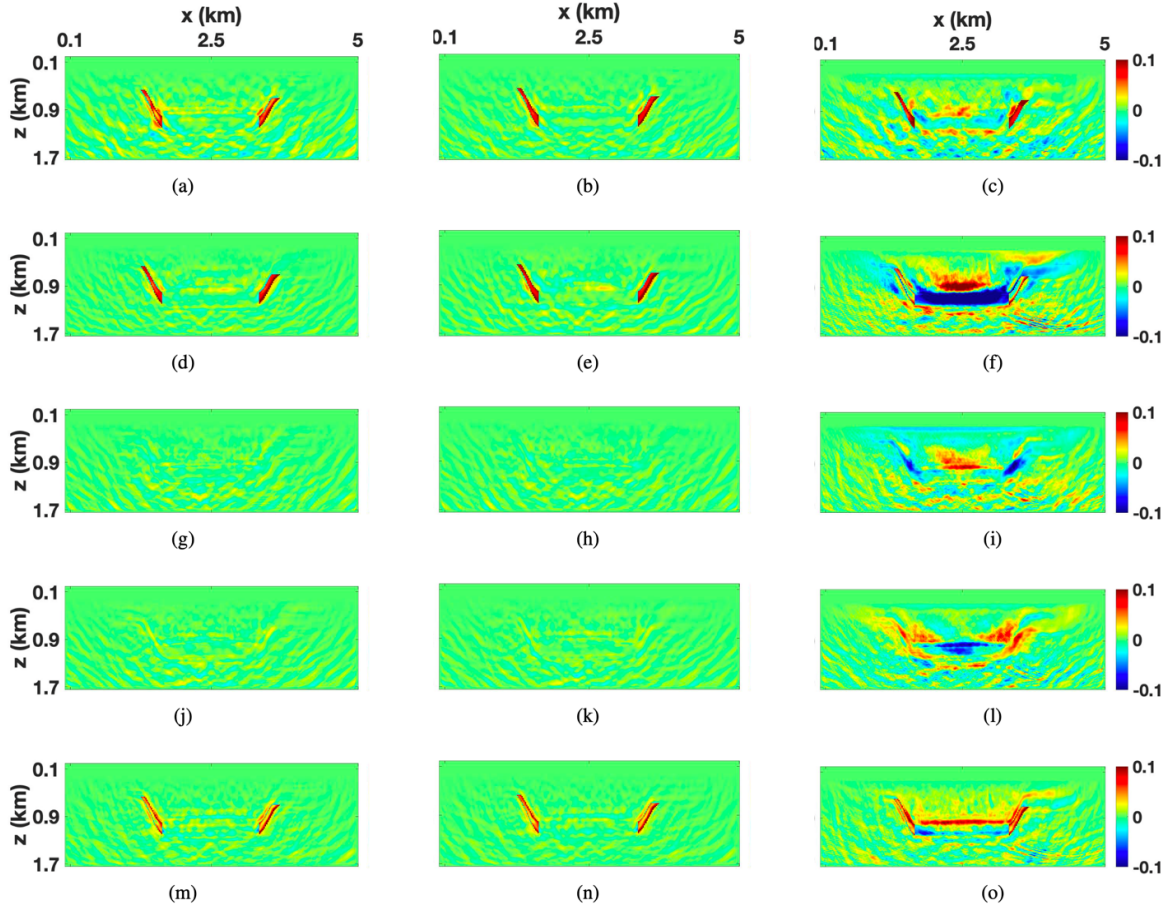 x (km) x (km) x (km)
0.1 2.5 5 0.1 2.5 5 0.1 2.5 5
z (km) 0.1 0.9 1.7 0.1 0 -0.1
(a) (b) (c)
z (km) 0.1 0.9 1.7 0.1 0 -0.1
(d) (e) (f)
z (km) 0.1 0.9 1.7 0.1 0 -0.1
(g) (h) (i)
z (km) 0.1 0.9 1.7 0.1 0 -0.1
(j) (k) (l)
z (km) 0.1 0.9 1.7 0.1 0 -0.1
(m) (n) (o)